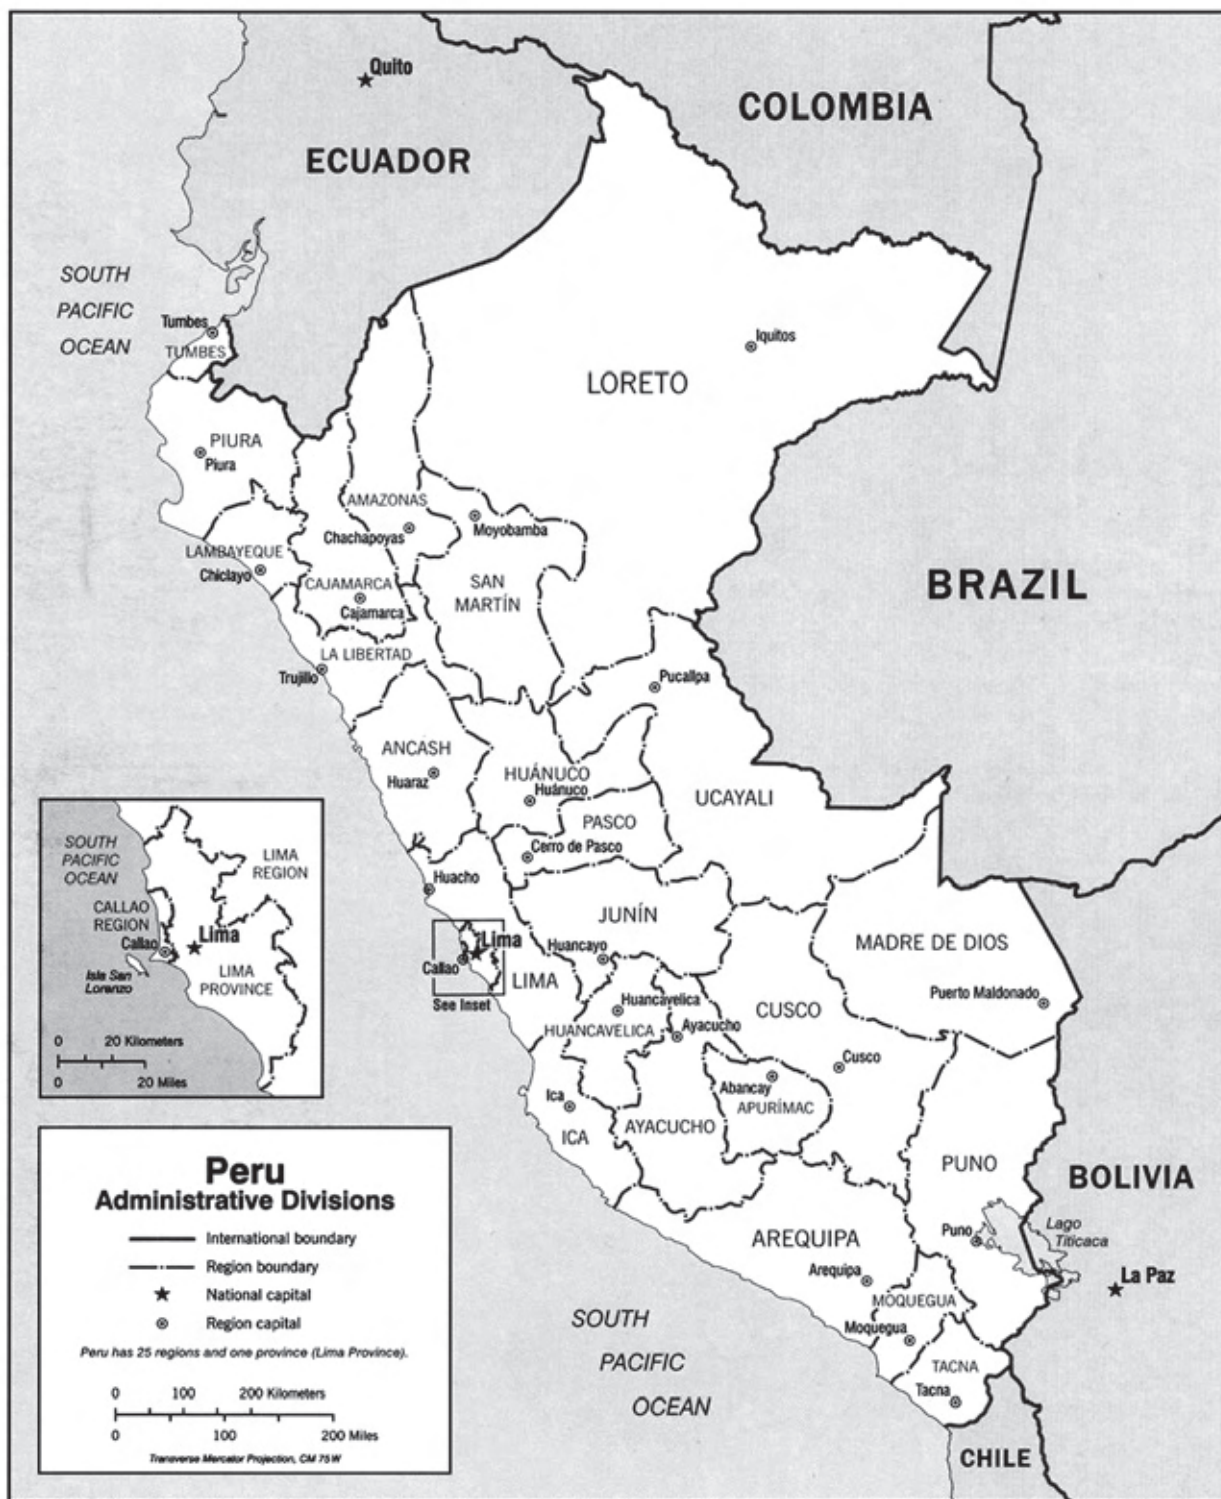 Quito
COLOMBIA
ECUADOR
SOUTH
PACIFIC
OCEAN
Tumbes
TUMBES
Iquitos
LORETO
PIURA
Piura
AMAZONAS
Chachapoyas
Moyobamba
LAMBAYEQUE
Chiclayo
CAJAMARCA
Cajamarca
SAN
MARTÍN
BRAZIL
LA LIBERTAD
Trujillo
Pucallpa
ANCASH
Huaraz
HUÁNUCO
Huánuco
UCAYALI
PASCO
Cerro de Pasco
Huacho
JUNÍN
Huancayo
MADRE DE DIOS
Puerto Maldonado
Lima
Callao
See Inset
LIMA
Huancavelica
HUANCAVELICA
Ayacucho
CUSCO
Cusco
Abancay
APURÍMAC
Ica
ICA
AYACUCHO
PUNO
Puno
BOLIVIA
Lago
Titicaca
La Paz
AREQUIPA
Arequipa
MOQUEGUA
Moquegua
TACNA
Tacna
CHILE
SOUTH
PACIFIC
OCEAN
SOUTH
PACIFIC
OCEAN
LIMA
REGION
CALLAO
REGION
Callao
Lima
Isla San
Lorenzo
LIMA
PROVINCE
0 20 Kilometers
0 20 Miles
Peru
Administrative Divisions
International boundary
Region boundary
National capital
Region capital
Peru has 25 regions and one province (Lima Province).
0 100 200 Kilometers
0 100 200 Miles
Transverse Mercator Projection, CM 75W